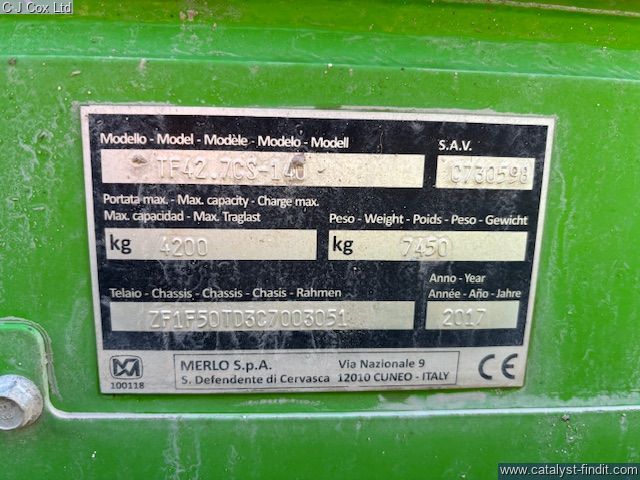 C J Cox Ltd
Modello - Model - Modèle - Modelo - Modell
S.A.V.
TF42.7CS-140
C730598
Portata max. - Max. capacity - Charge max.
Max. capacidad - Max. Traglast
Peso - Weight - Poids - Peso - Gewicht
kg 4200
kg 7450
Telaio - Chassis - Chassis - Chasis - Rahmen
Anno - Year
Année - Año - Jahre
ZF1F50TD3C7003051
2017
100118
MERLO S.p.A.
S. Defendente di Cervasca
Via Nazionale 9
12010 CUNEO - ITALY
CE
www.catalyst-findit.com